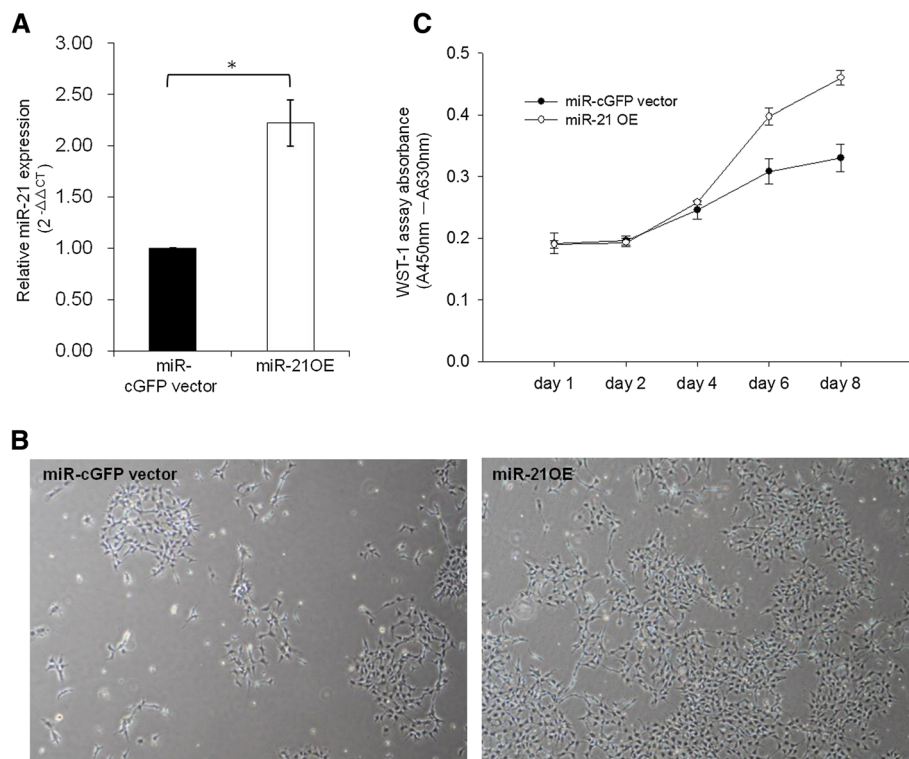 A
3.00
2.50
2.00
1.50
1.00
0.50
0.00
Relative miR-21 expression
(2 -△△CT)
*
miR-
cGFP vector
miR-21OE
C
0.5
0.4
0.3
0.2
0.1
0.0
WST-1 assay absorbance
(A450nm — A630nm)
miR-cGFP vector
miR-21 OE
day 1
day 2
day 4
day 6
day 8
B
miR-cGFP vector
miR-21OE